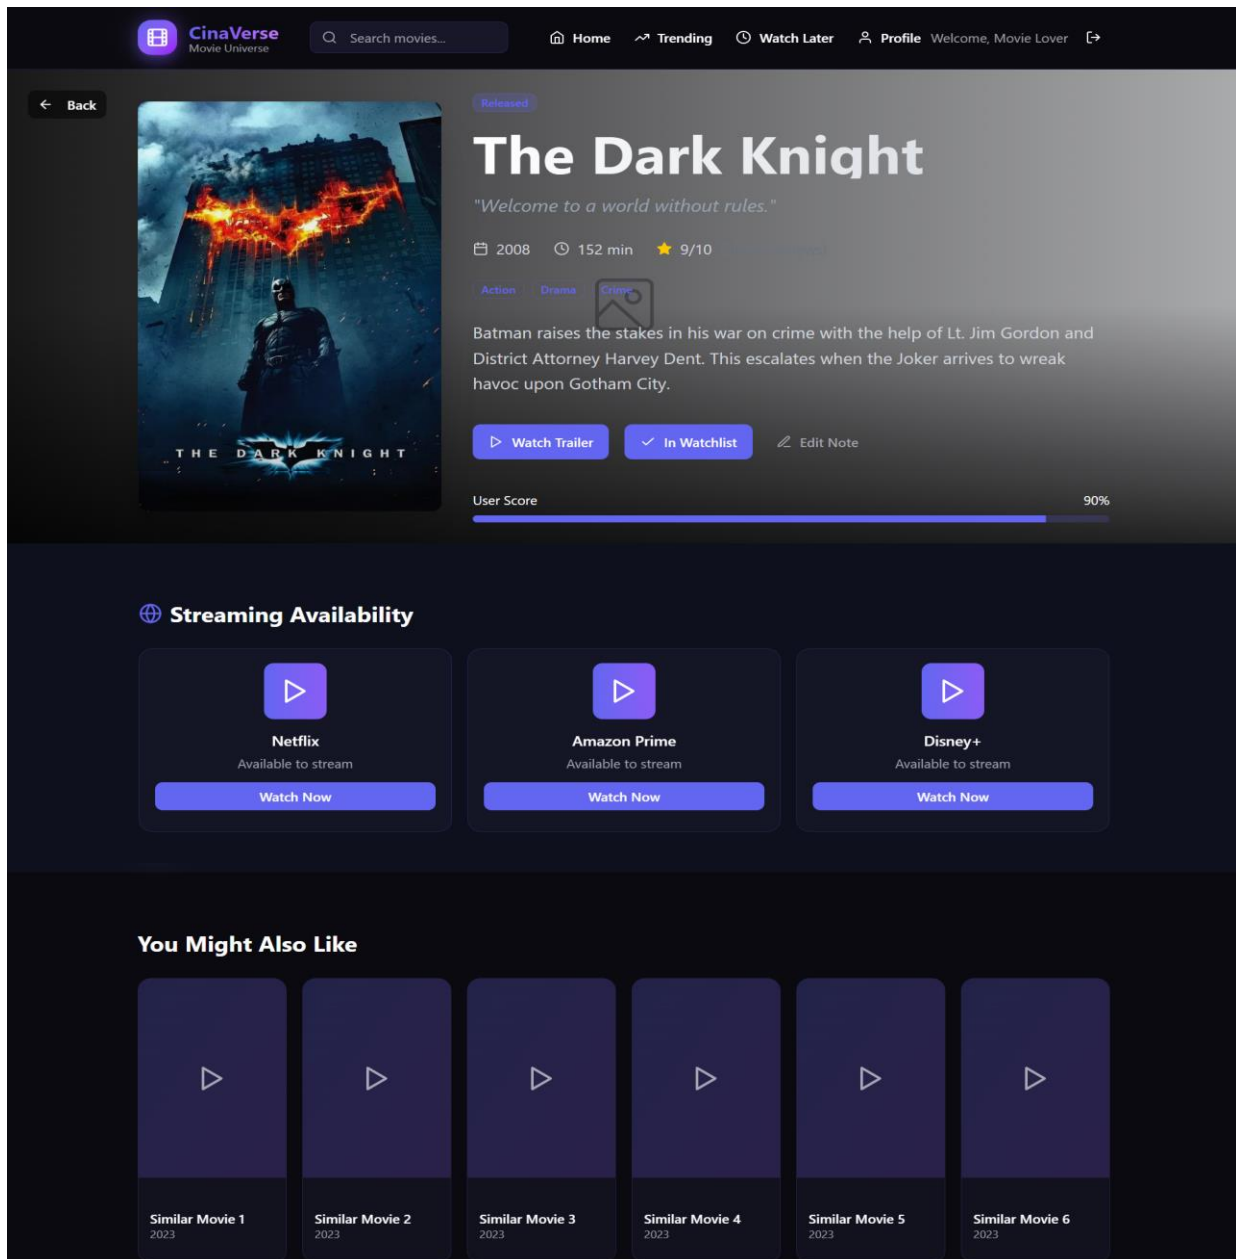 CinaVerse
Movie Universe
Search movies...
Home
Trending
Watch Later
Profile
Welcome, Movie Lover
Back
THE DARK KNIGHT
Released
The Dark Knight
"Welcome to a world without rules."
2008
152 min
9/10
Action
Drama
Crime
Batman raises the stakes in his war on crime with the help of Lt. Jim Gordon and
District Attorney Harvey Dent. This escalates when the Joker arrives to wreak
havoc upon Gotham City.
Watch Trailer
In Watchlist
Edit Note
User Score
90%
Streaming Availability
Netflix
Available to stream
Watch Now
Amazon Prime
Available to stream
Watch Now
Disney+
Available to stream
Watch Now
You Might Also Like
Similar Movie 1
2023
Similar Movie 2
2023
Similar Movie 3
2023
Similar Movie 4
2023
Similar Movie 5
2023
Similar Movie 6
2023